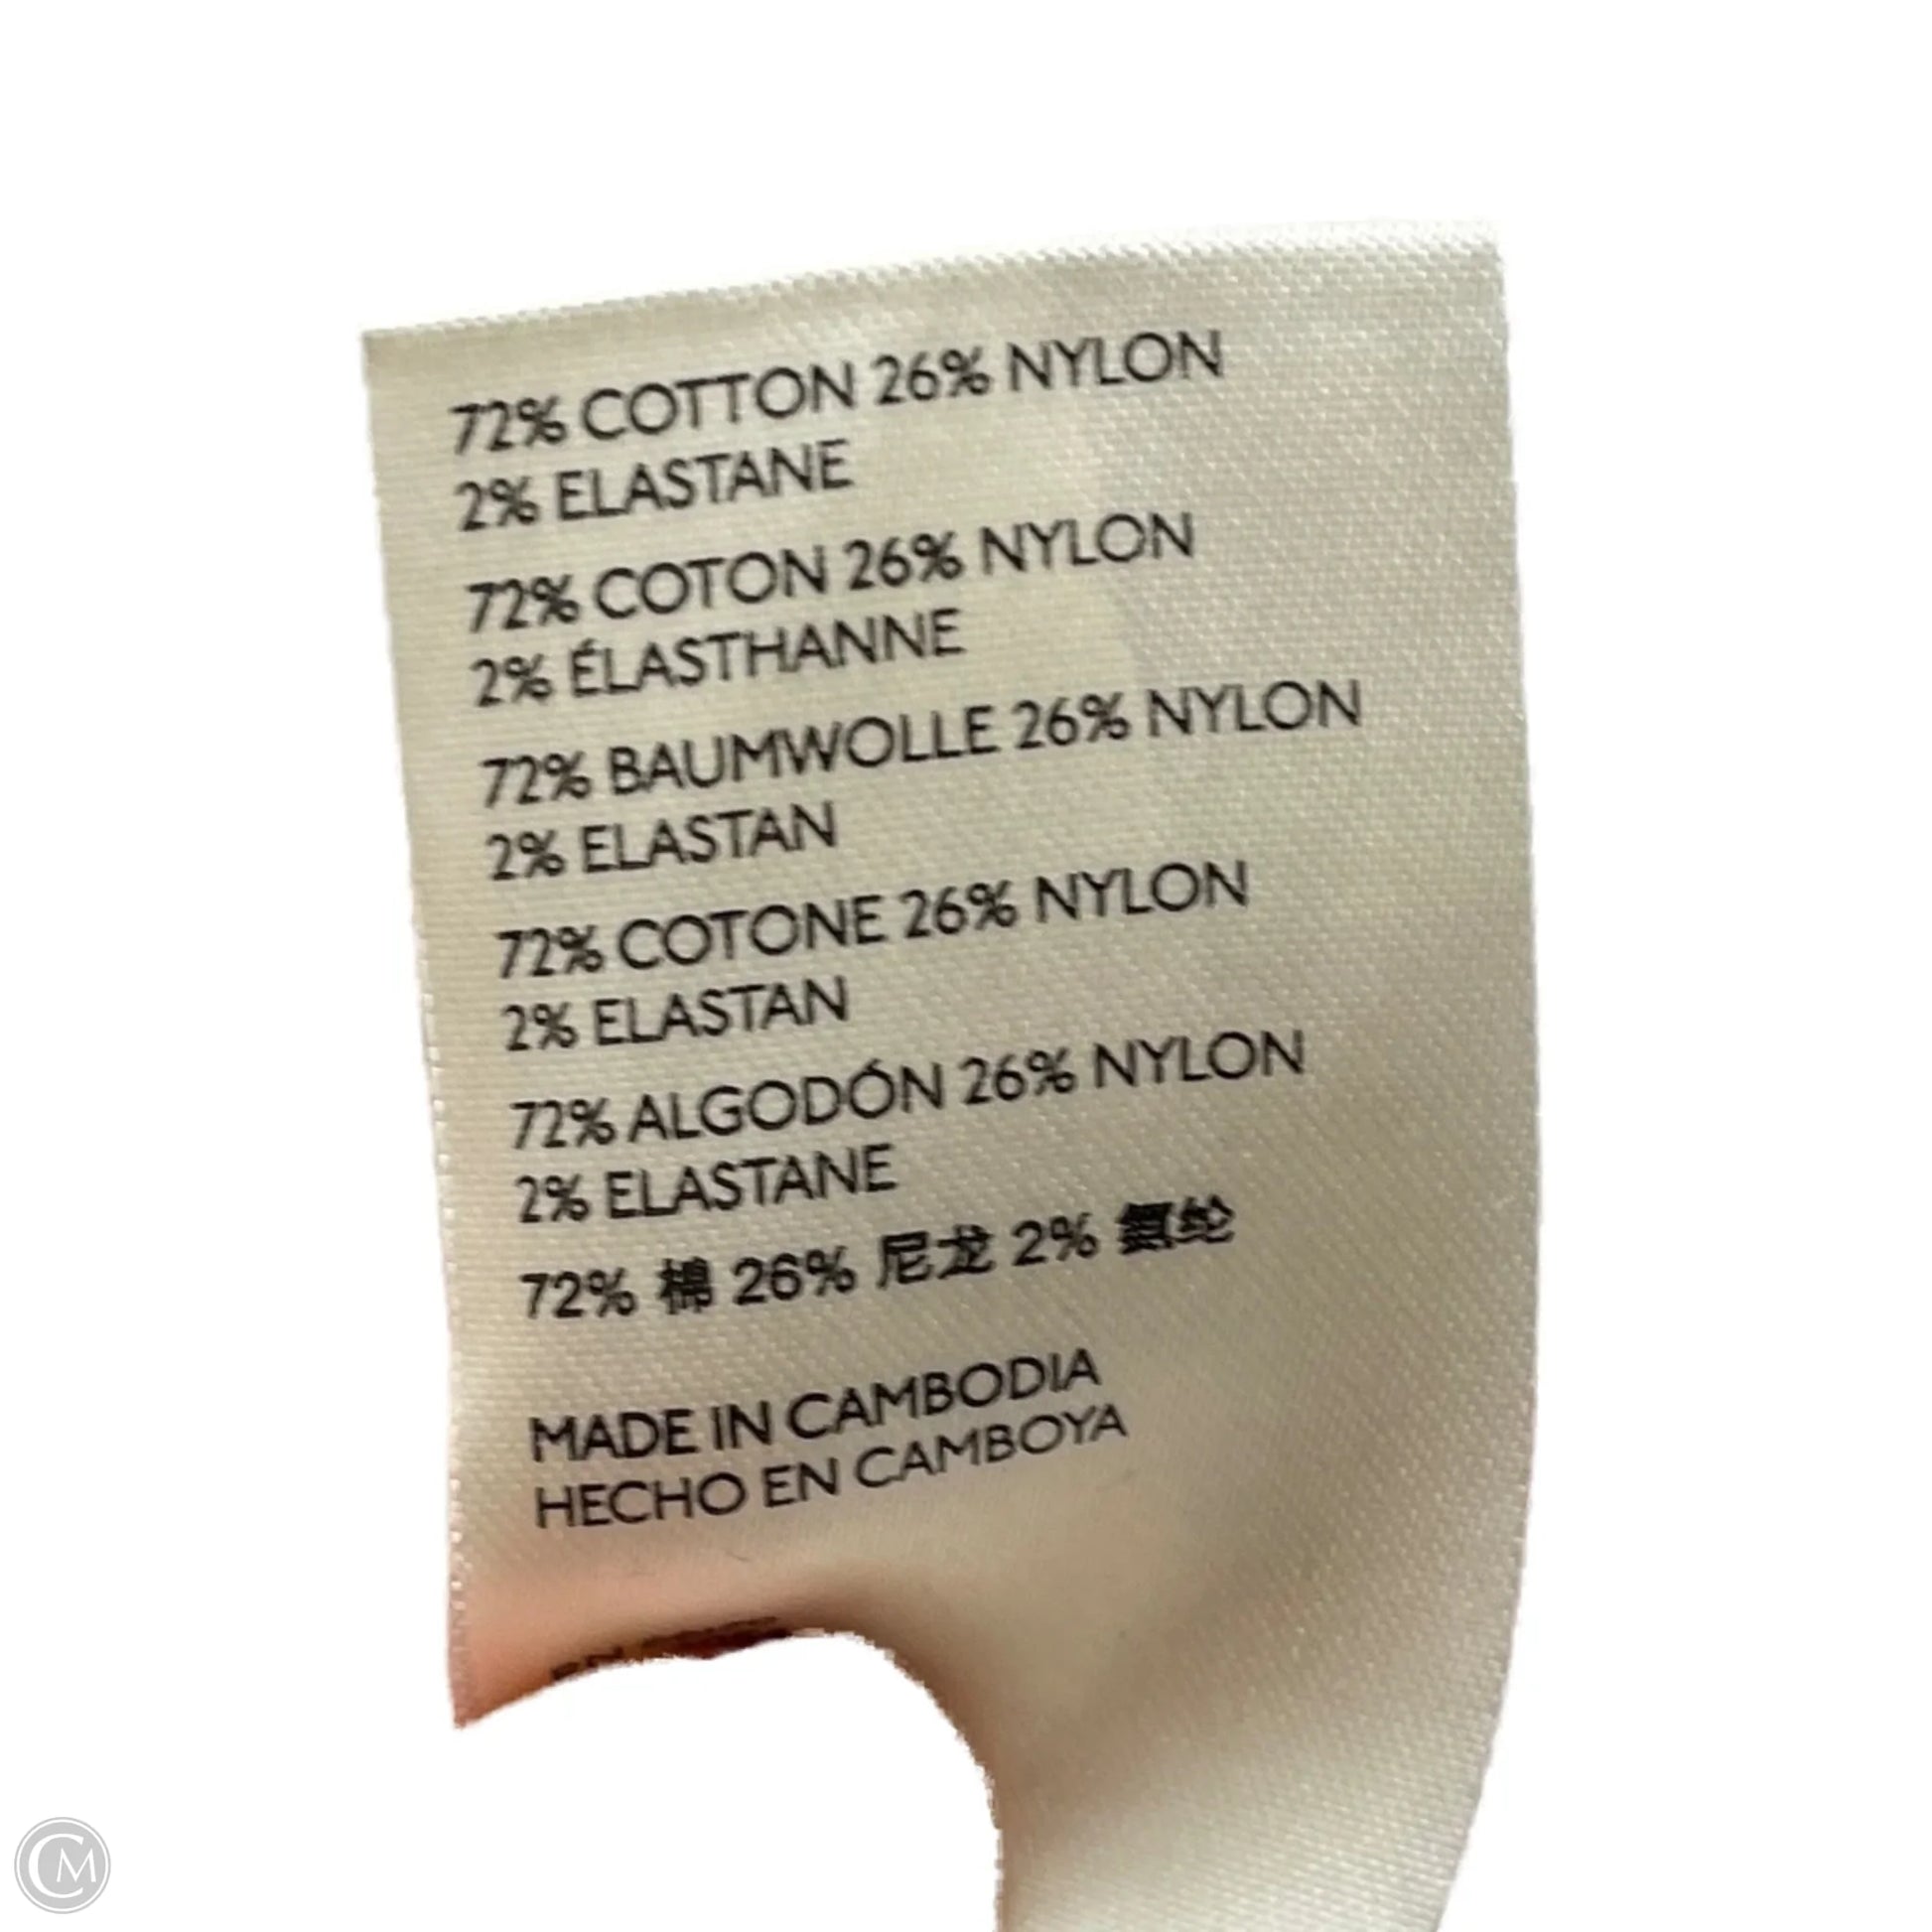 72% COTTON 26% NYLON
2% ELASTANE
72% COTON 26% NYLON
2% ÉLASTHANNE
72% BAUMWOLLE 26% NYLON
2% ELASTAN
72% COTONE 26% NYLON
2% ELASTAN
72% ALGODÓN 26% NYLON
2% ELASTANE
72% 棉 26% 尼龙 2% 氨纶
MADE IN CAMBODIA
HECHO EN CAMBOYA
CM